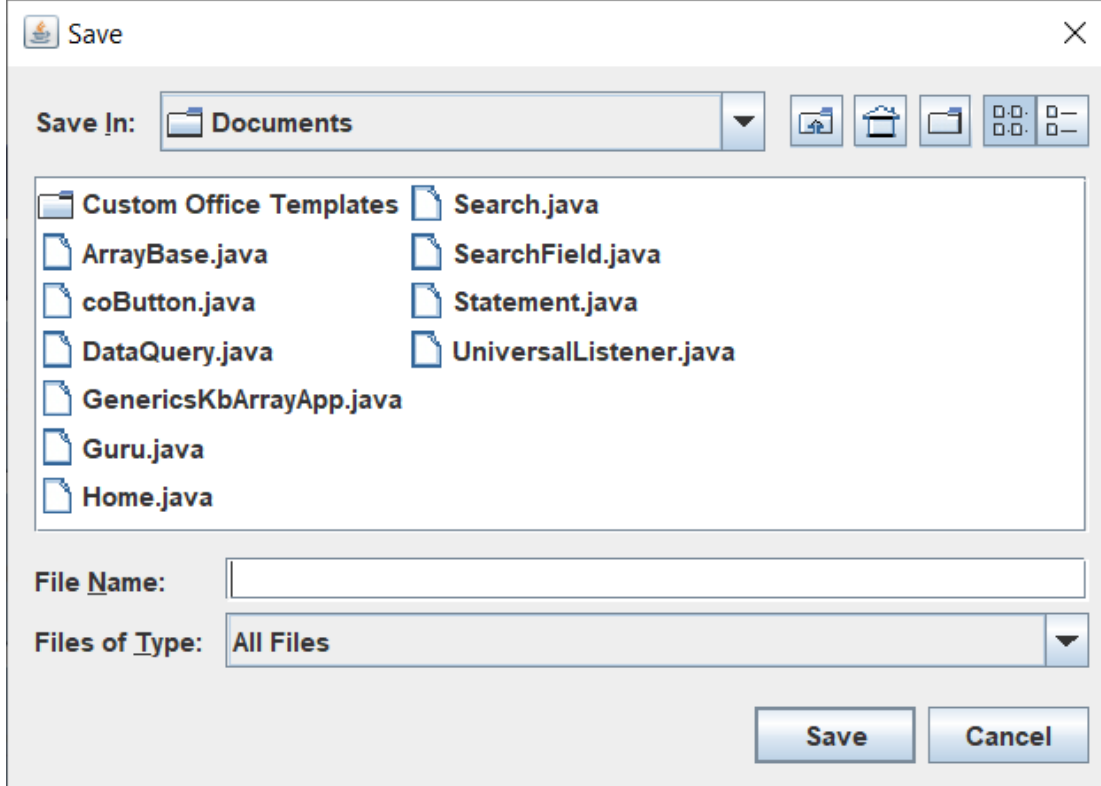 Save
Save In: Documents
Custom Office Templates
ArrayBase.java
coButton.java
DataQuery.java
GenericsKbArrayApp.java
Guru.java
Home.java
Search.java
SearchField.java
Statement.java
UniversalListener.java
File Name:
Files of Type: All Files
Save Cancel